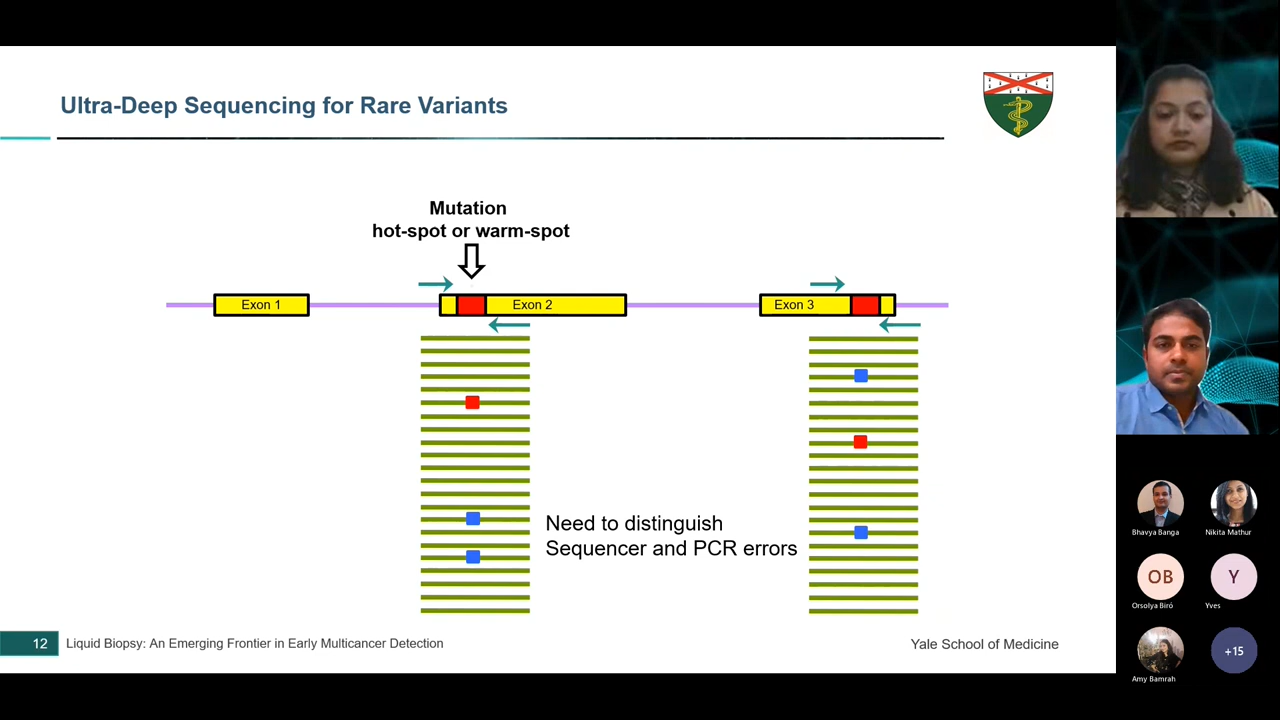 Ultra-Deep Sequencing for Rare Variants
Mutation
hot-spot or warm-spot
Exon 1
Exon 2
Exon 3
Need to distinguish
Sequencer and PCR errors
12
Liquid Biopsy: An Emerging Frontier in Early Multicancer Detection
Yale School of Medicine
Bhavya Banga
Nikita Mathur
OB
Y
Orsolya Biró
Yves
+15
Amy Bamrah